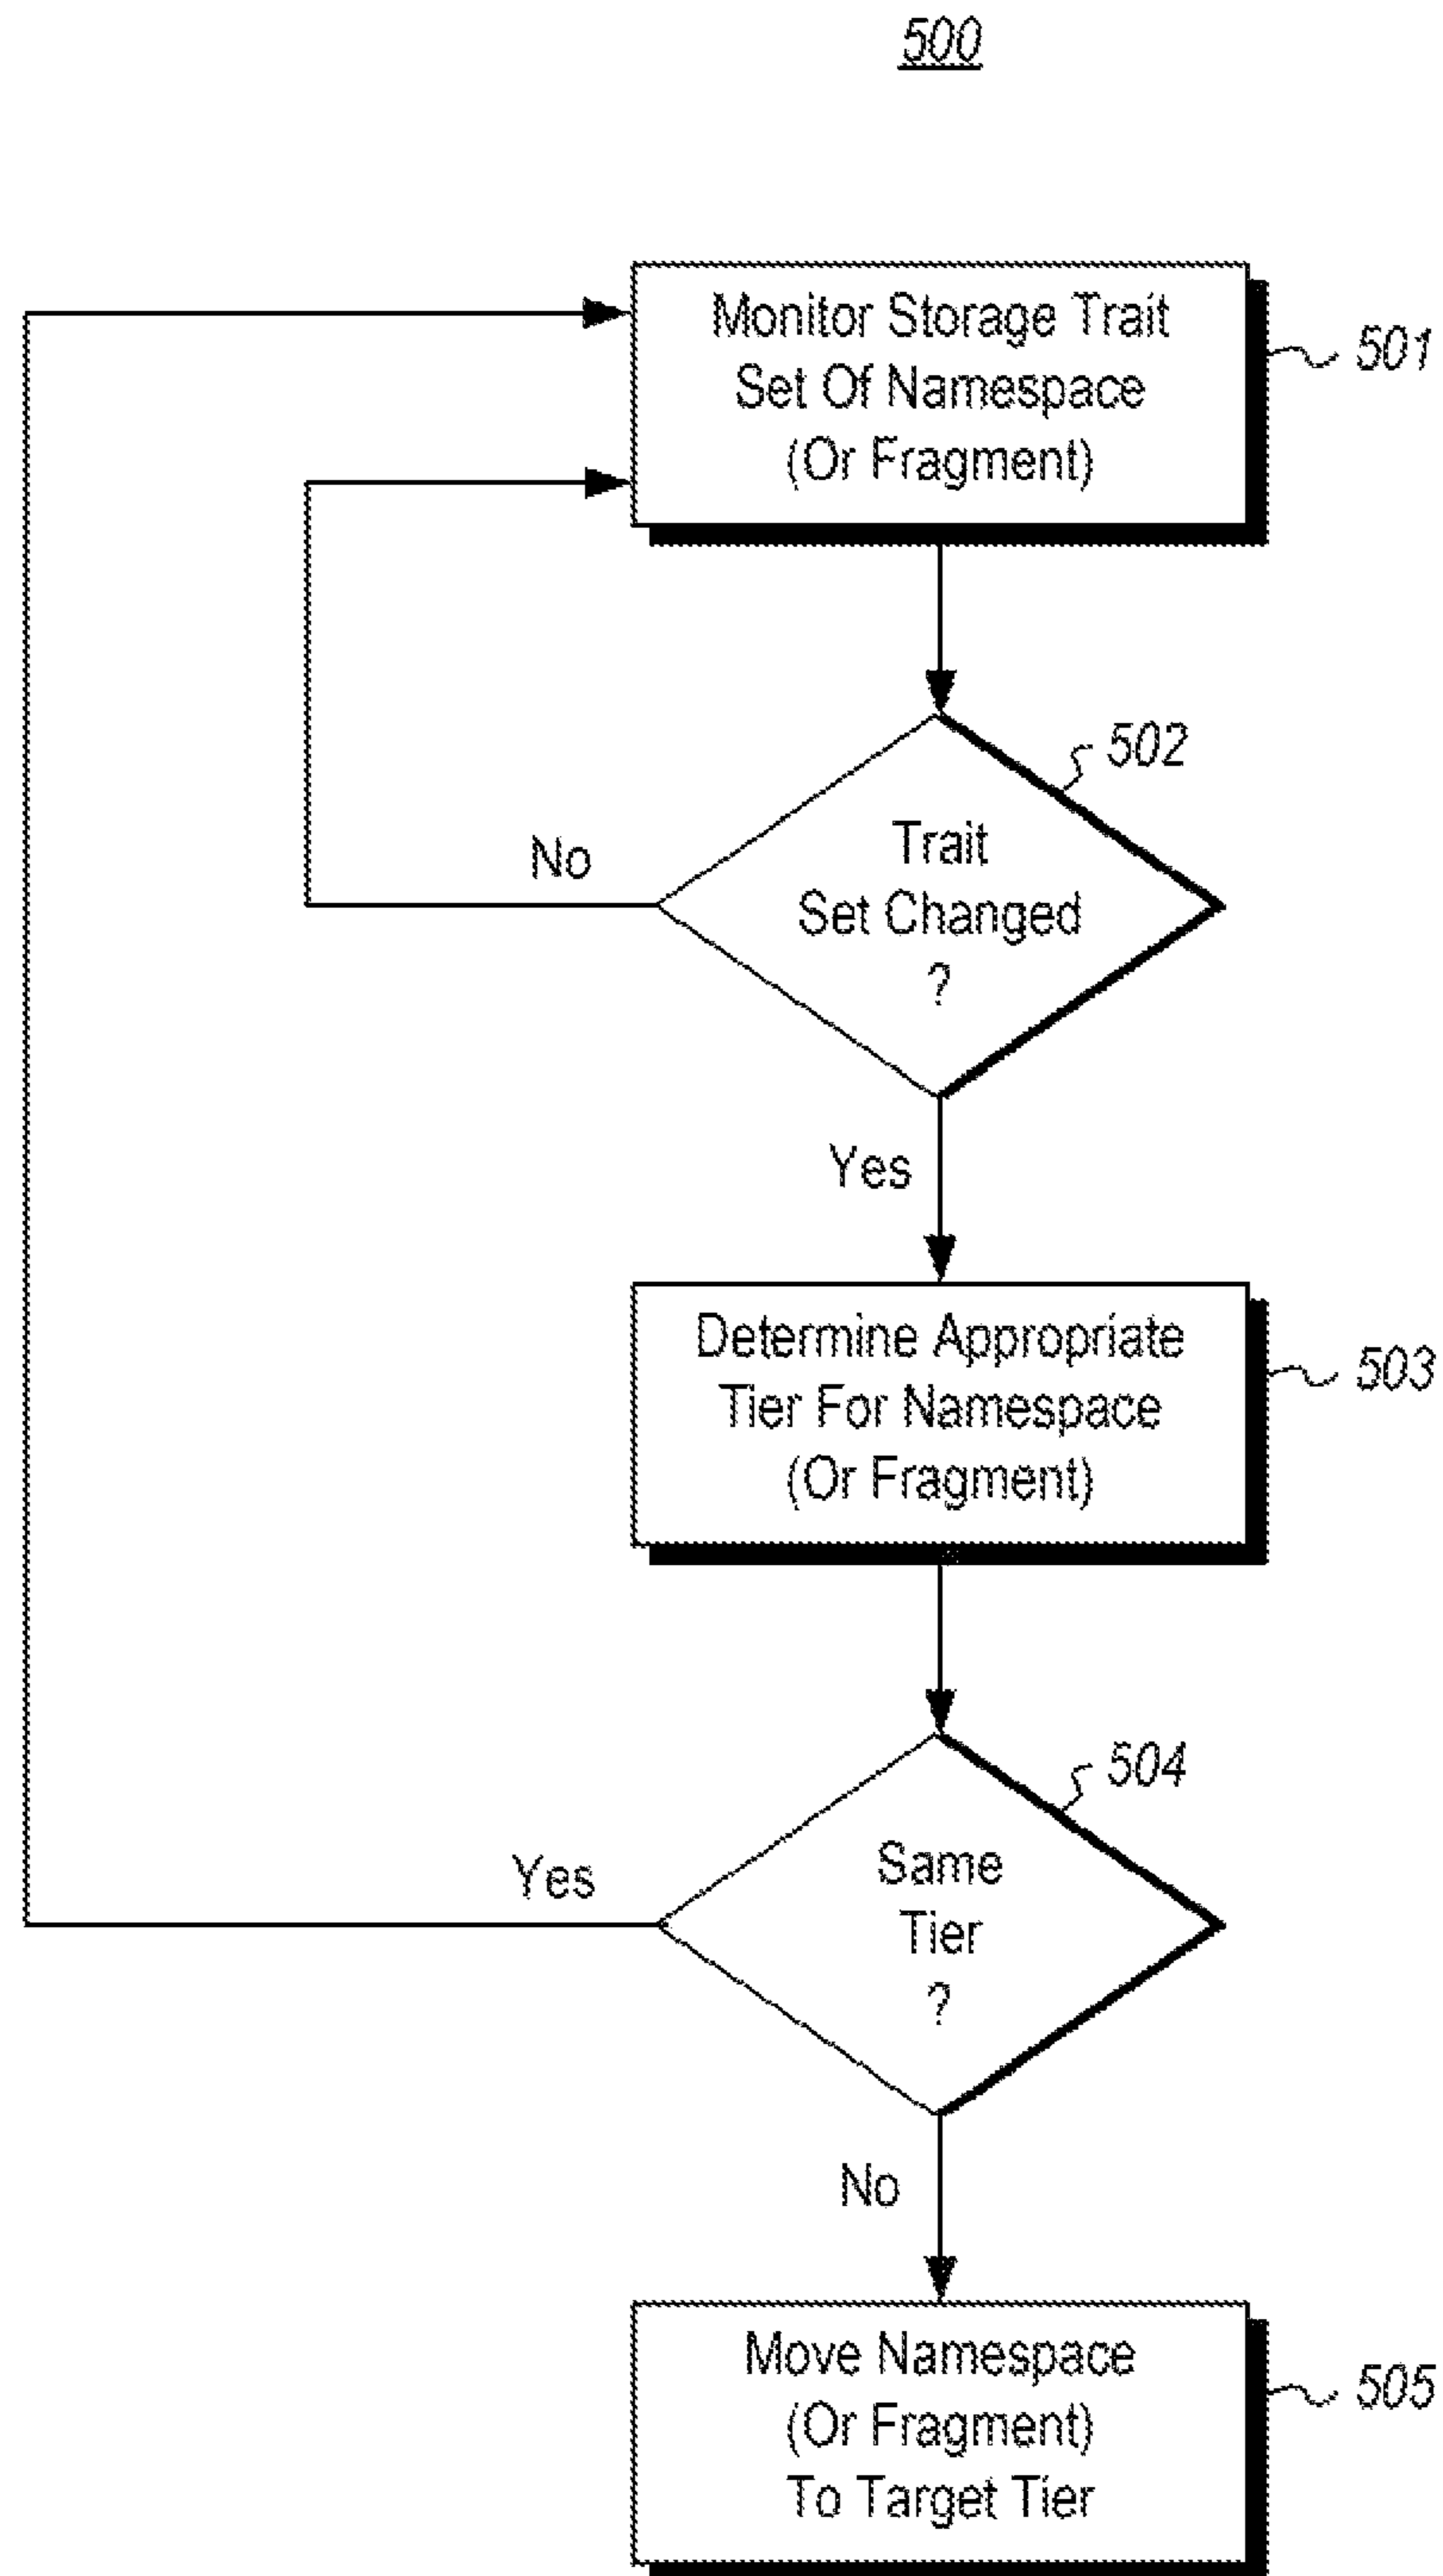 500
Monitor Storage Trait
Set Of Namespace
(Or Fragment)
501
502
Trait
Set Changed
?
No
Yes
Determine Appropriate
Tier For Namespace
(Or Fragment)
503
504
Same
Tier
?
Yes
No
Move Namespace
(Or Fragment)
To Target Tier
505